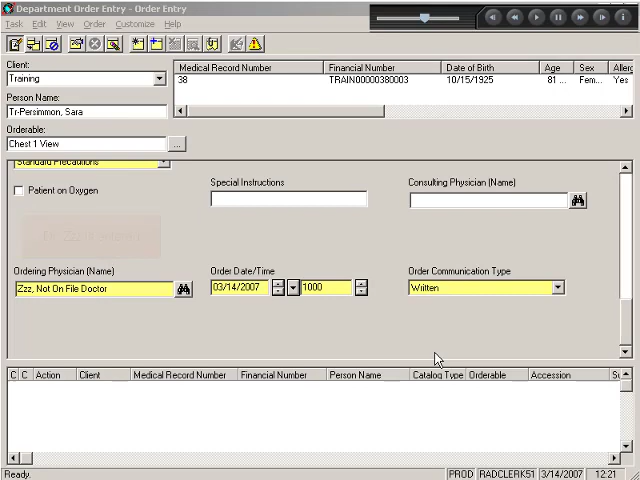 Department Order Entry - Order Entry
Task Edit View Order Customize Help
Client:
Training
Medical Record Number Financial Number Date of Birth Age Sex Allerg
38 TRAIN00000380003 10/15/1925 81 ... Fem... Yes
Person Name:
Tr-Persimmon, Sara
Orderable:
Chest 1 View ...
Standard Precautions
Patient on Oxygen
Special Instructions
Consulting Physician (Name)
Ordering Physician (Name)
Order Date/Time
Order Communication Type
Zzz, Not On File Doctor
03/14/2007
1000
Written
C C Action Client Medical Record Number Financial Number Person Name Catalog Type Orderable Accession
Ready.
PROD RADCLERK51 3/14/2007 12:21